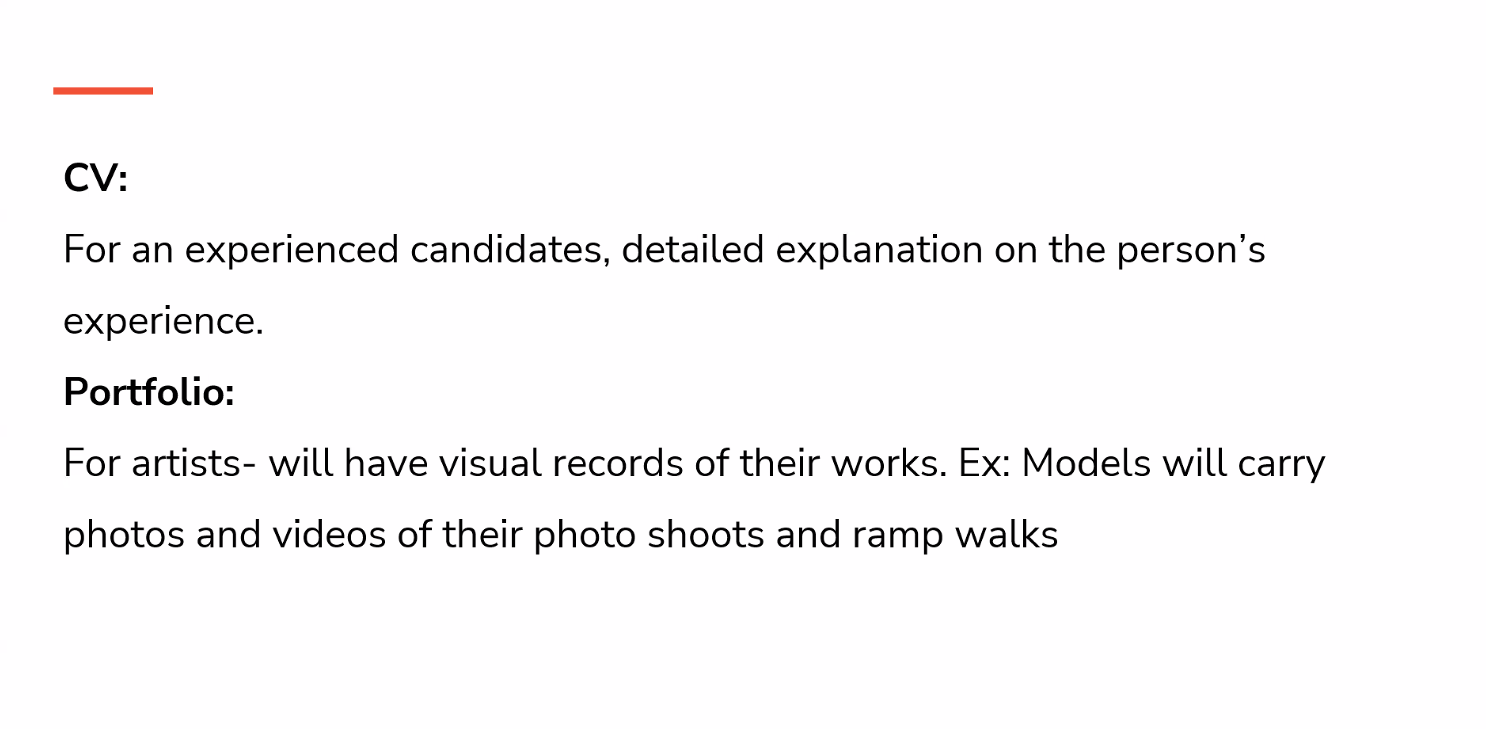 CV:
For an experienced candidates, detailed explanation on the person’s
experience.
Portfolio:
For artists- will have visual records of their works. Ex: Models will carry
photos and videos of their photo shoots and ramp walks